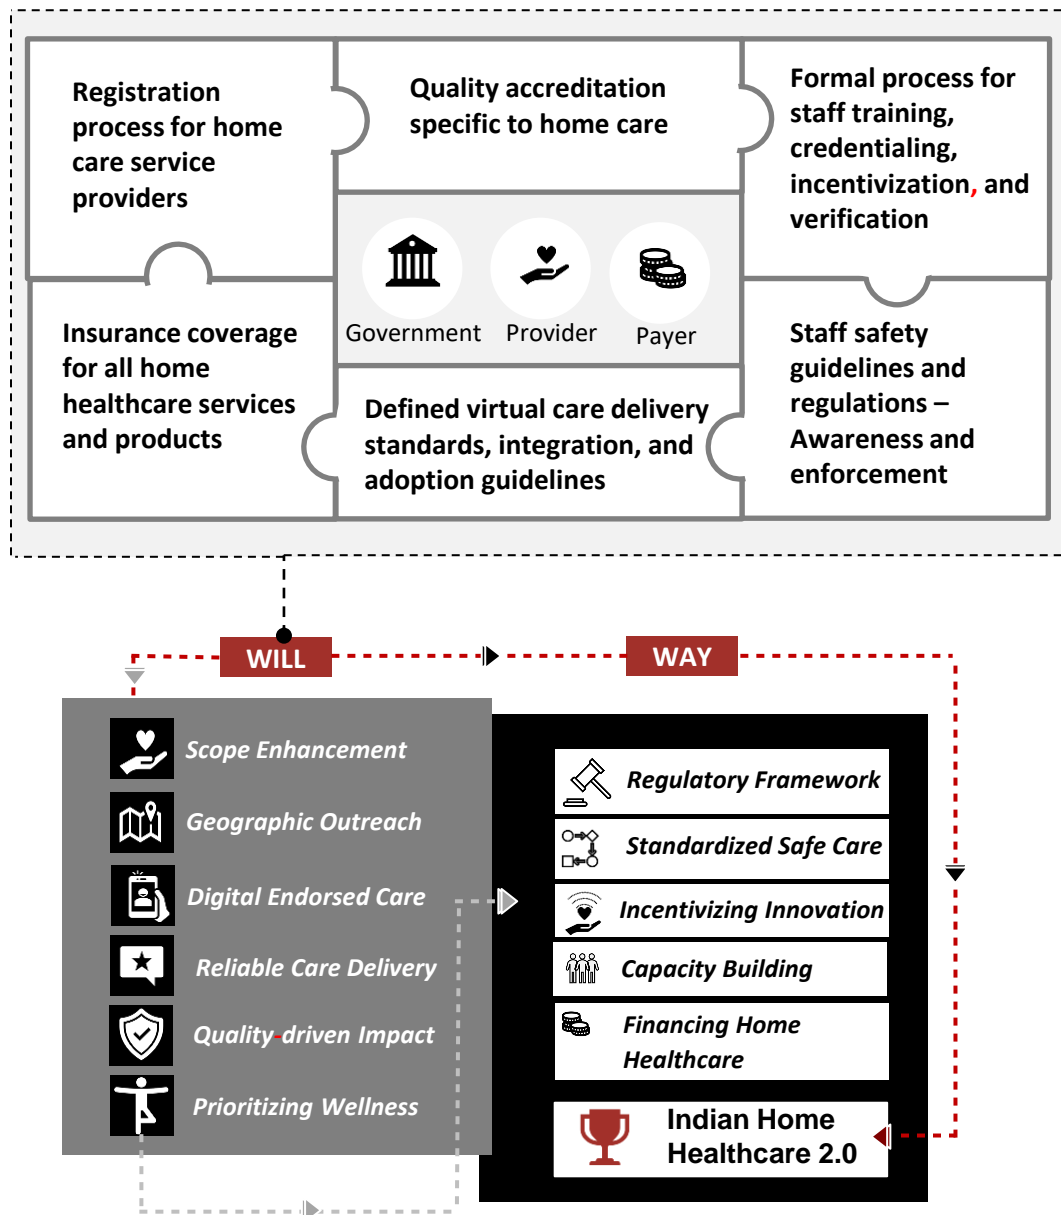 Registration
process for home
care service
providers
Quality accreditation
specific to home care
Formal process for
staff training,
credentialing,
incentivization, and
verification
Government
Provider
Payer
Insurance coverage
for all home
healthcare services
and products
Defined virtual care delivery
standards, integration, and
adoption guidelines
Staff safety
guidelines and
regulations –
Awareness and
enforcement
WILL
WAY
Scope Enhancement
Geographic Outreach
Digital Endorsed Care
Reliable Care Delivery
Quality-driven Impact
Prioritizing Wellness
Regulatory Framework
Standardized Safe Care
Incentivizing Innovation
Capacity Building
Financing Home
Healthcare
Indian Home
Healthcare 2.0